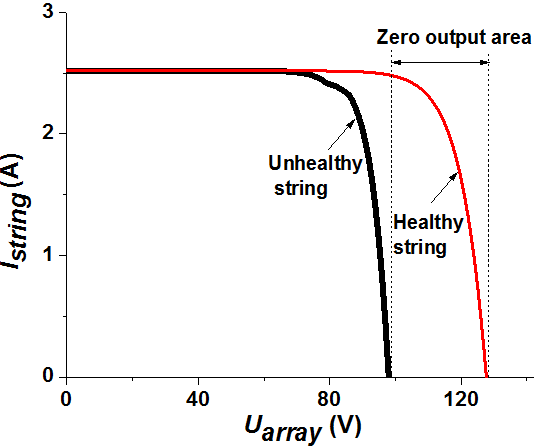 3
Zero output area
2
Unhealthy
string
Healthy
string
1
0
0
40
80
120
Istring (A)
Uarray (V)